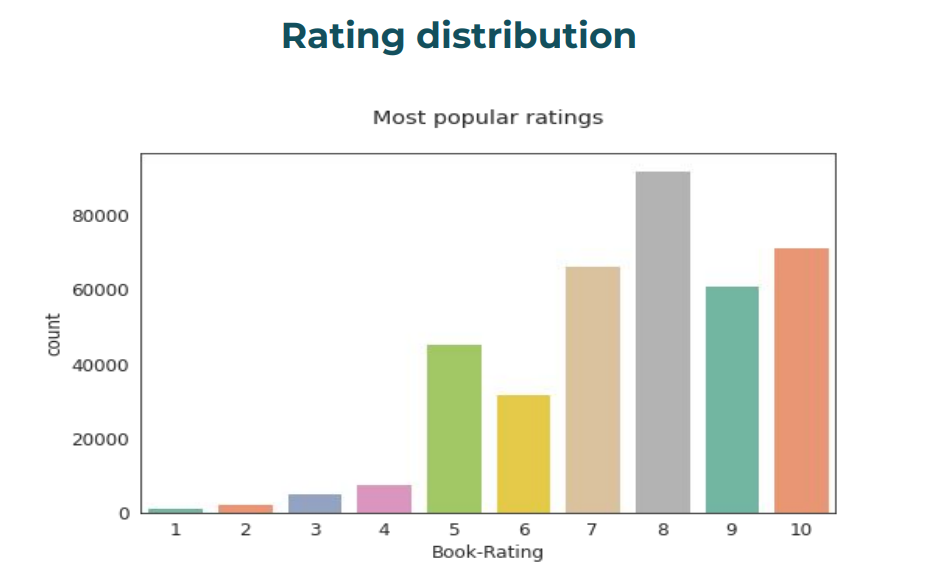 Rating distribution
Most popular ratings
80000
60000
40000
20000
0
count
1 2 3 4 5 6 7 8 9 10
Book-Rating